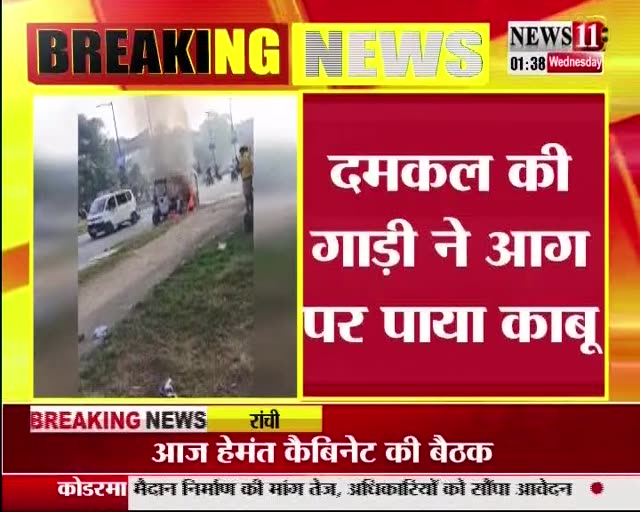 BREAKING NEWS
NEWS 11
01:38 Wednesday
दमकल की
गाड़ी ने आग
पर पाया काबू
BREAKING NEWS रांची
आज हेमंत कैबिनेट की बैठक
कोडरमा मैदान निर्माण की मांग तेज, अधिकारियों को सौंपा आवेदन